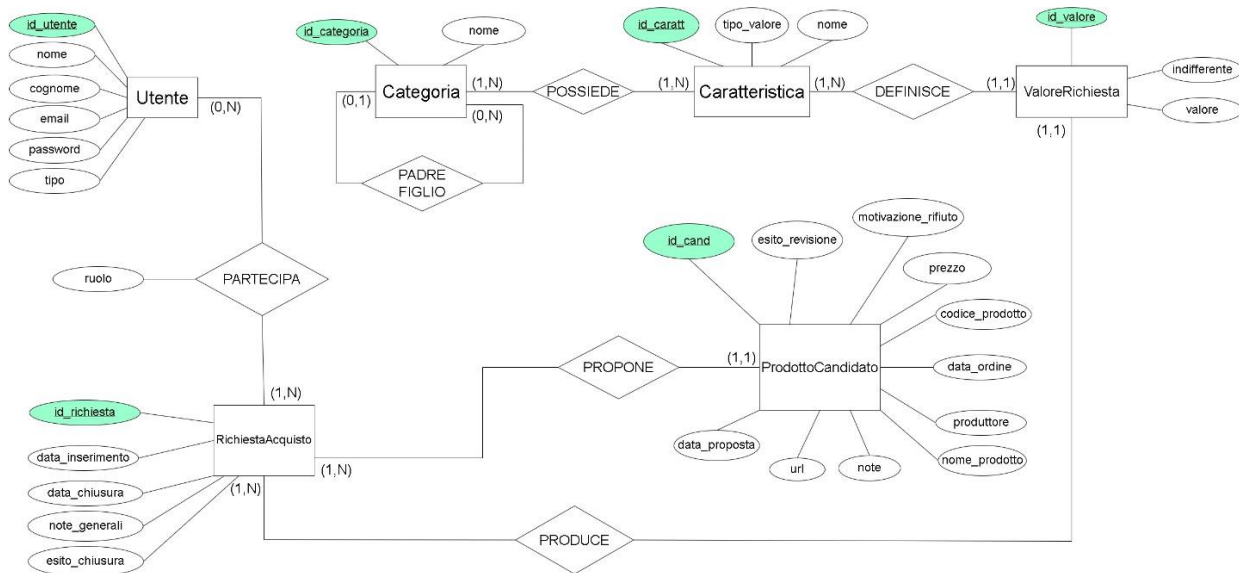 id_utente
nome
cognome
email
password
tipo
Utente
(0,N)
id_categoria
nome
Categoria
(0,1)
(1,N)
(0,N)
PADRE
FIGLIO
POSSIEDE
id_caratt
tipo_valore
nome
(1,N)
Caratteristica
(1,N)
DEFINISCE
id_valore
(1,1)
ValoreRichiesta
indifferente
valore
(1,1)
ruolo
PARTECIPA
(1,N)
id_richiesta
data_inserimento
data_chiusura
note_generali
esito_chiusura
RichiestaAcquisto
(1,N)
(1,N)
PROPONE
(1,1)
id_cand
esito_revisione
motivazione_rifiuto
prezzo
codice_prodotto
data_ordine
produttore
nome_prodotto
ProdottoCandidato
data_proposta
url
note
PRODUCE